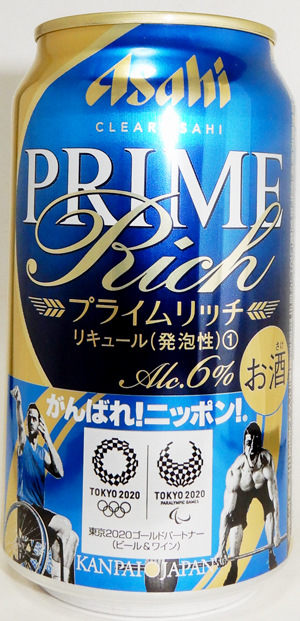 Asahi
CLEAR ASAHI
PRIME
Rich
プライムリッチ
リキュール(発泡性)①
Alc.6%
さけ
お酒
がんばれ!ニッポン!®
TOKYO 2020
TOKYO 2020
PARALYMPIC GAMES
東京2020ゴールドパートナー
(ビール&ワイン)
KANPAI JAPAN